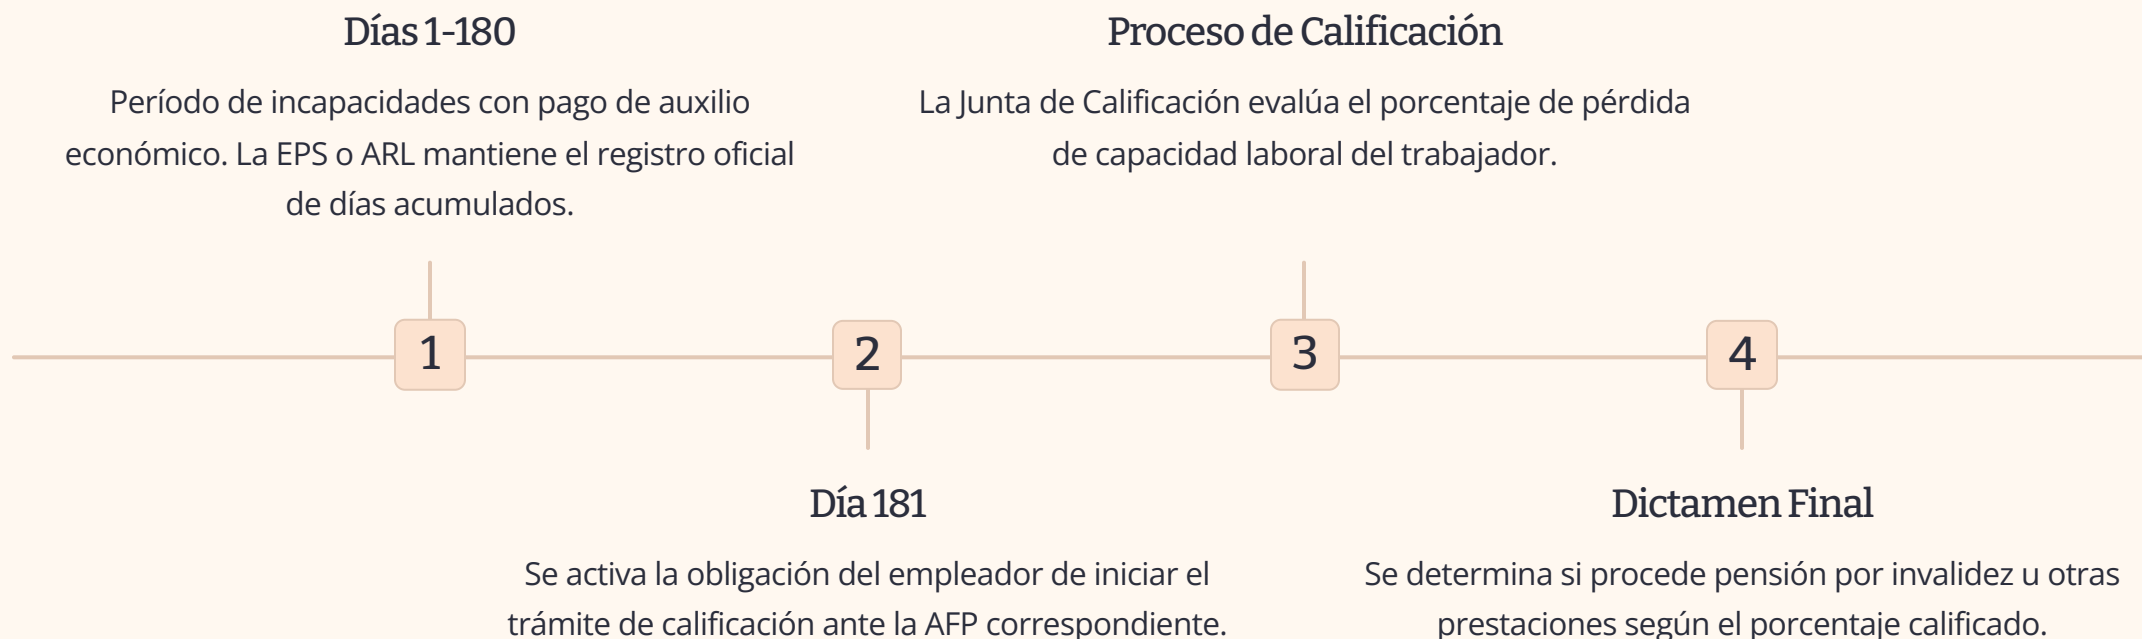 Días 1-180
Período de incapacidades con pago de auxilio
económico. La EPS o ARL mantiene el registro oficial
de días acumulados.
Proceso de Calificación
La Junta de Calificación evalúa el porcentaje de pérdida
de capacidad laboral del trabajador.
1
2
3
4
Día 181
Se activa la obligación del empleador de iniciar el
trámite de calificación ante la AFP correspondiente.
Dictamen Final
Se determina si procede pensión por invalidez u otras
prestaciones según el porcentaje calificado.